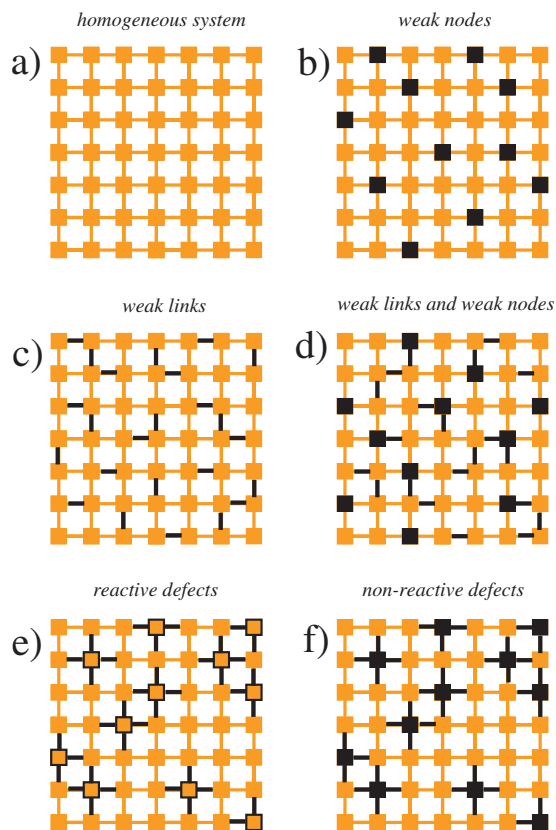 homogeneous system
weak nodes
a)
b)
weak links
weak links and weak nodes
c)
d)
reactive defects
non-reactive defects
e)
f)